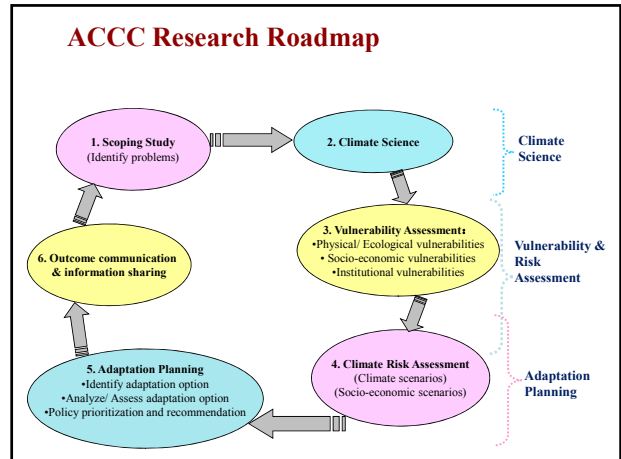 ACCC Research Roadmap
1. Scoping Study
(Identify problems)
2. Climate Science
3. Vulnerability Assessment:
•Physical/ Ecological vulnerabilities
• Socio-economic vulnerabilities
•Institutional vulnerabilities
4. Climate Risk Assessment
(Climate scenarios)
(Socio-economic scenarios)
5. Adaptation Planning
•Identify adaptation option
•Analyze/ Assess adaptation option
•Policy prioritization and recommendation
6. Outcome communication
& information sharing
Climate
Science
Vulnerability &
Risk
Assessment
Adaptation
Planning